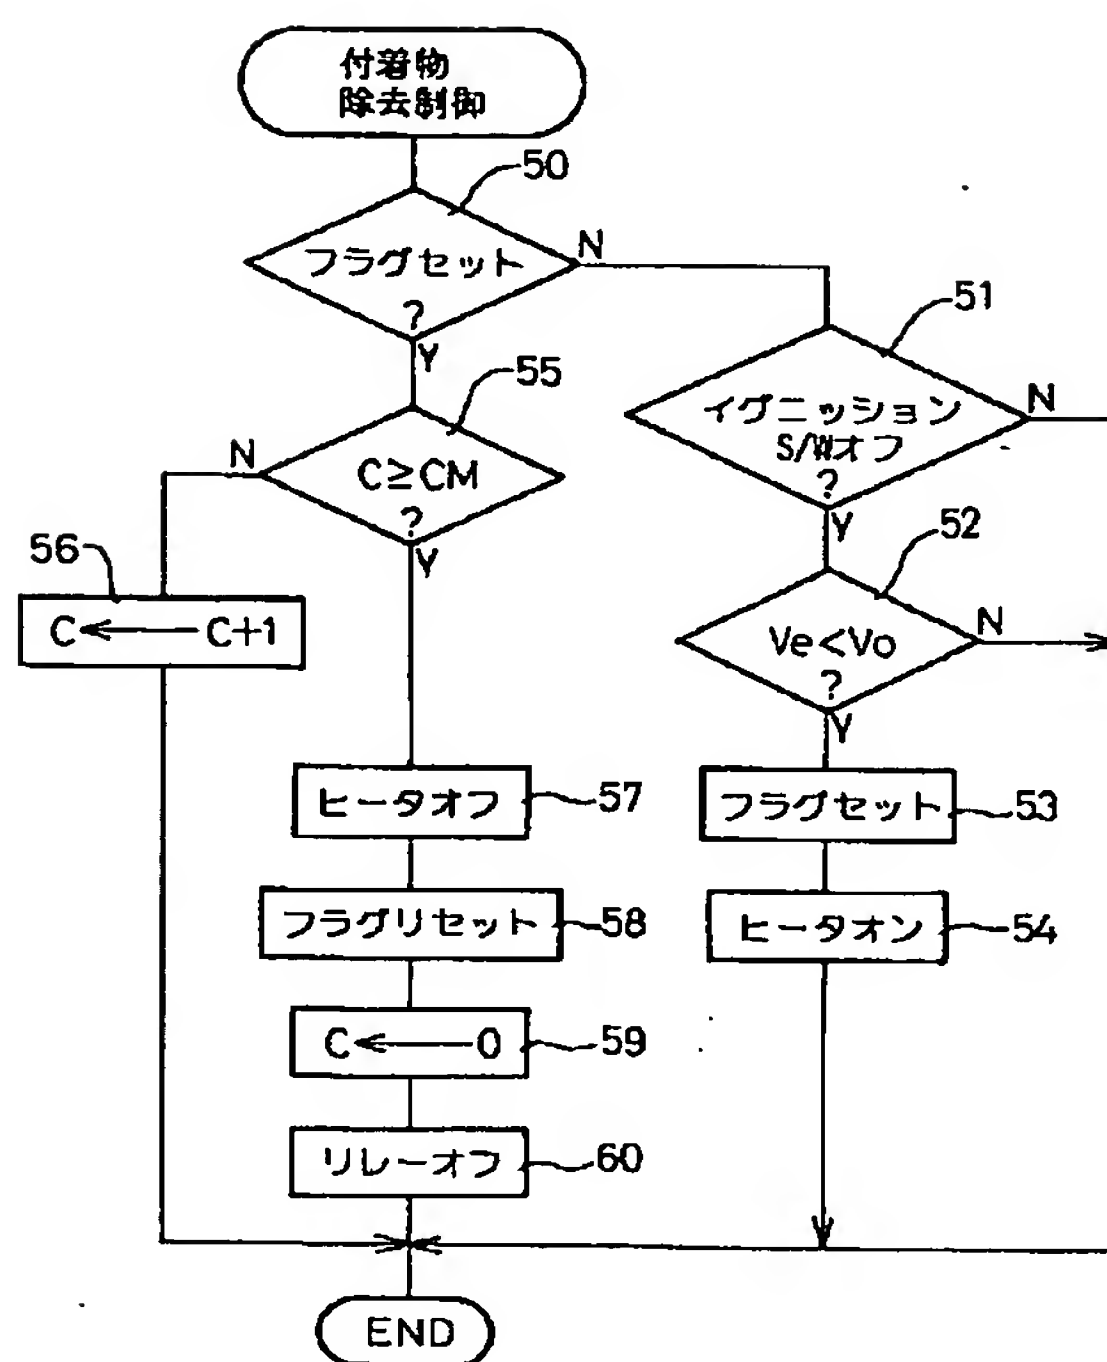 付着物
除去制御
50
フラグセット
?
N
Y
51
イグニッション
S/Wオフ
?
N
Y
55
C≥CM
?
N
Y
52
Ve<Vo
?
N
Y
56
C←C+1
ヒータオフ
57
フラグセット
53
フラグリセット
58
ヒータオン
54
C←0
59
リレーオフ
60
END